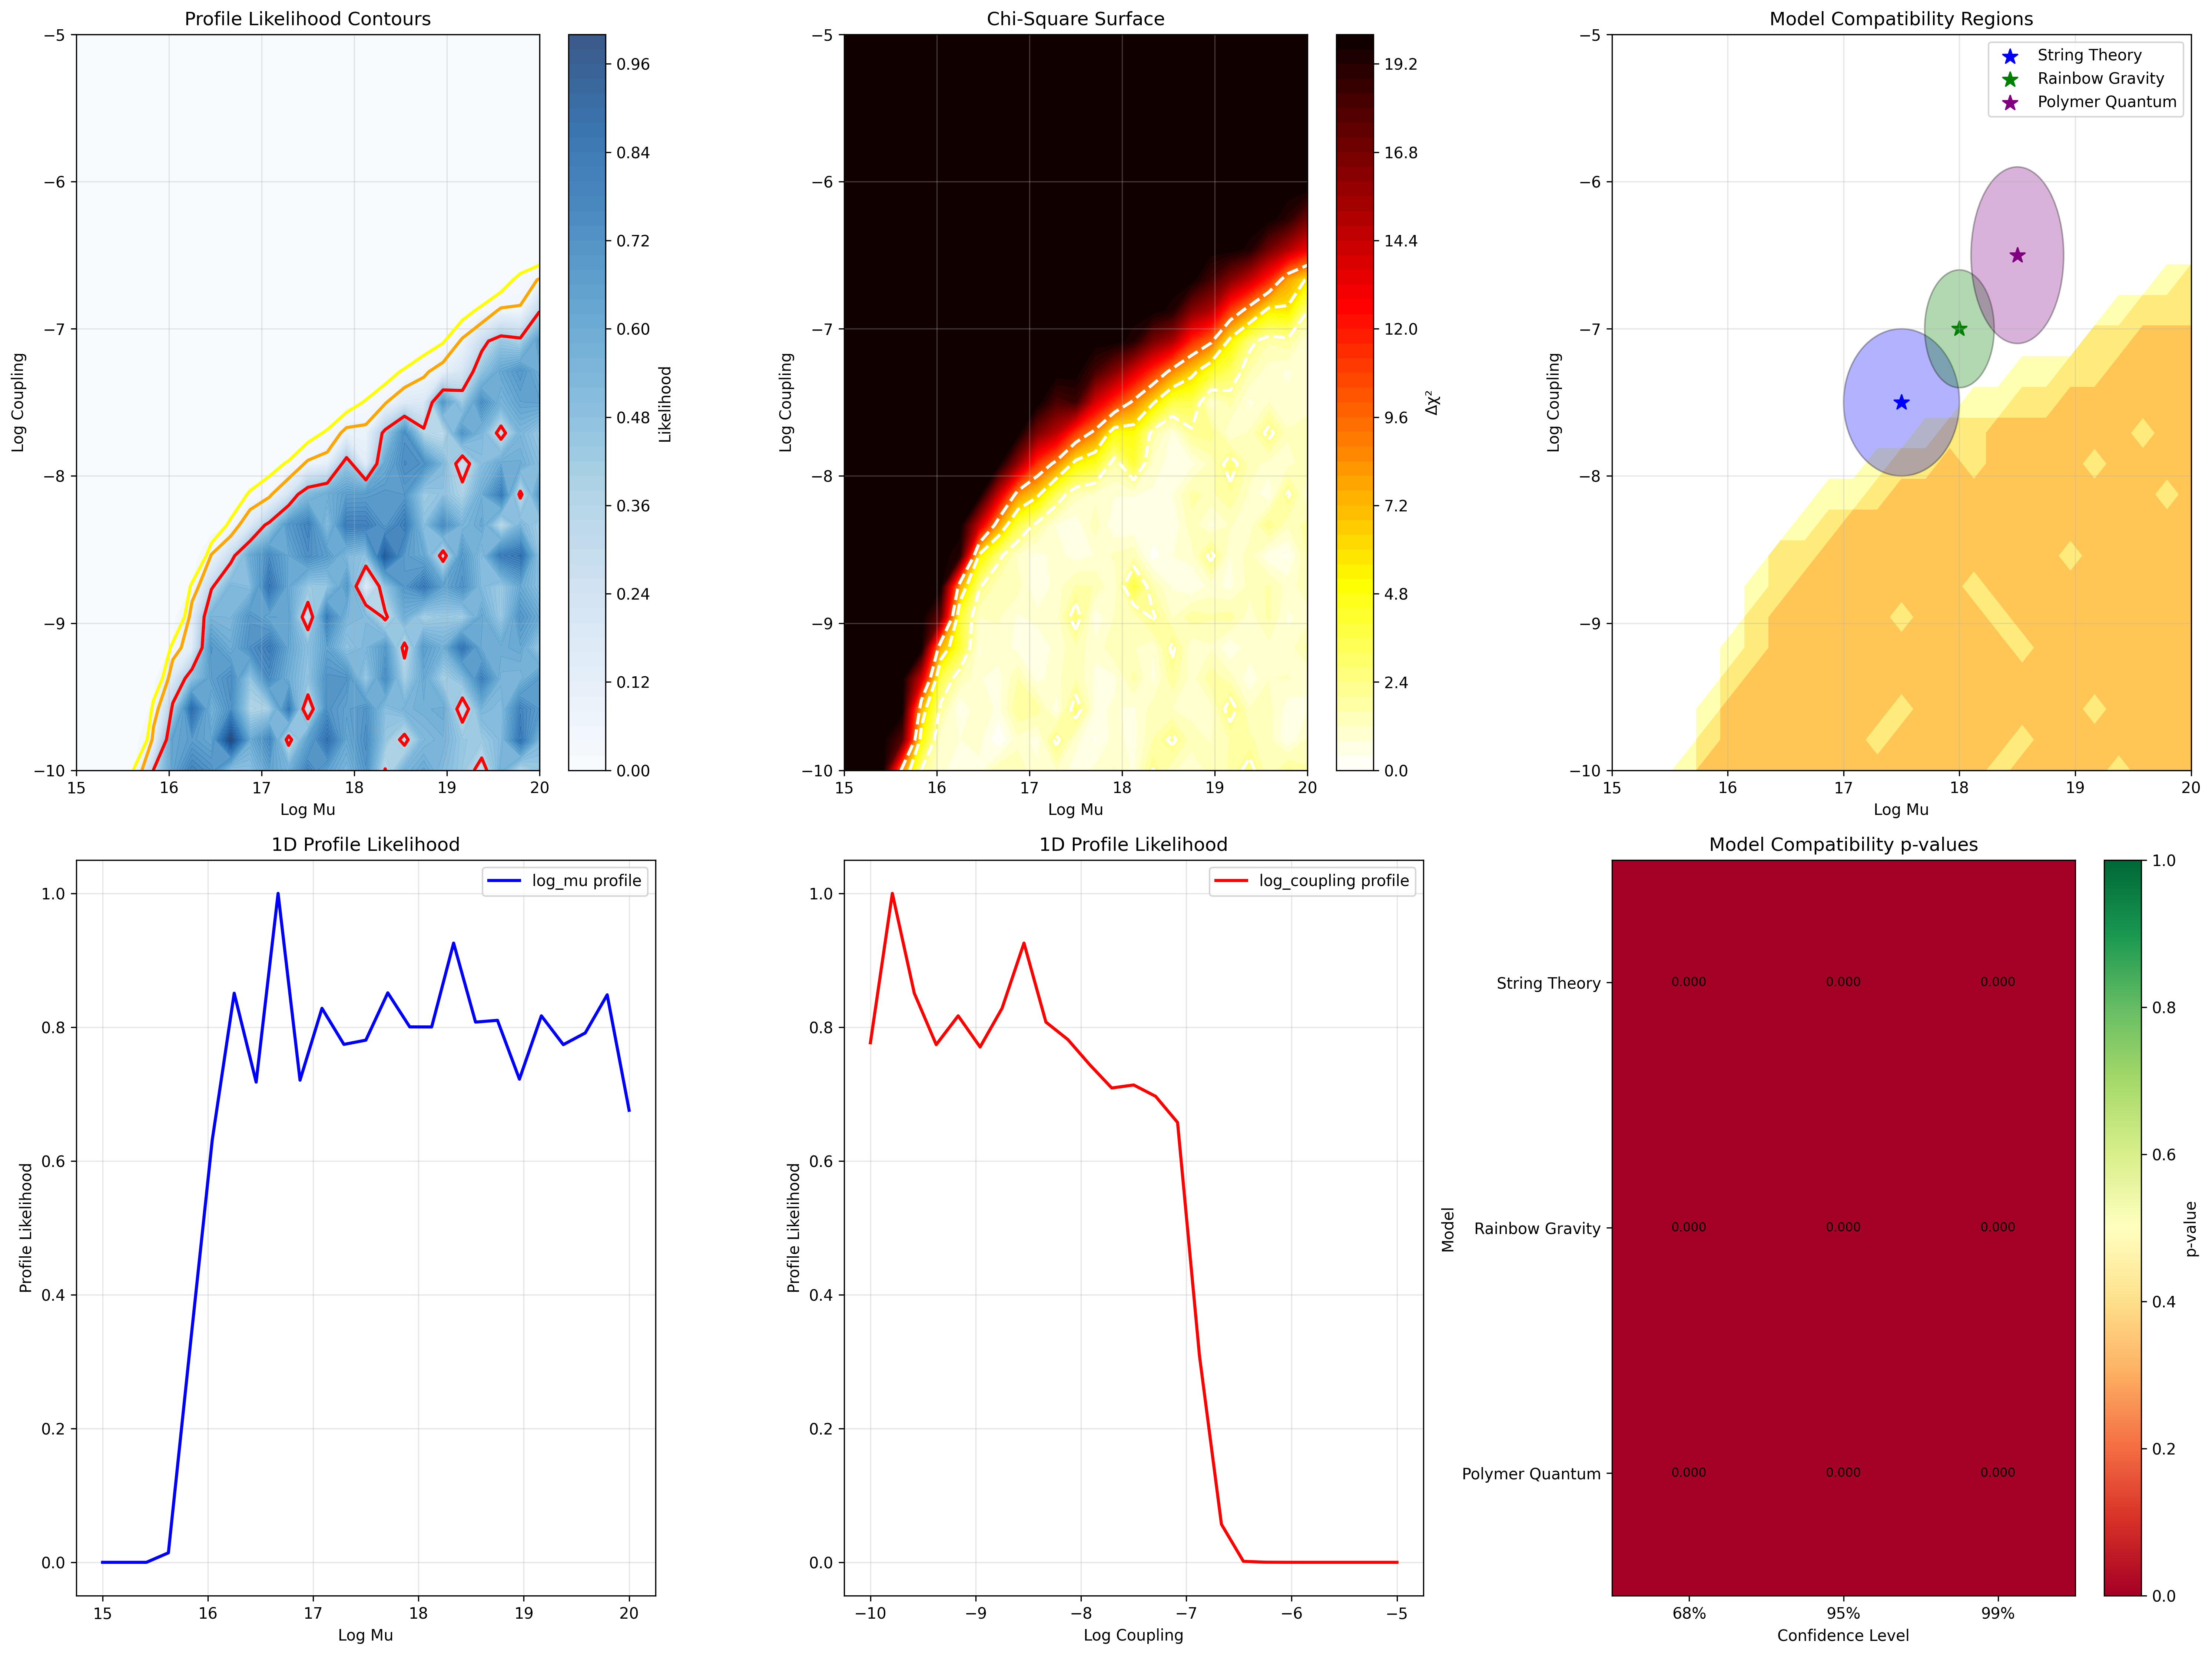 Profile Likelihood Contours
−5
−6
−7
−8
−9
−10
Log Coupling
15 16 17 18 19 20
Log Mu
0.96
0.84
0.72
0.60
0.48
0.36
0.24
0.12
0.00
Likelihood
Chi-Square Surface
−5
−6
−7
−8
−9
−10
Log Coupling
15 16 17 18 19 20
Log Mu
19.2
16.8
14.4
12.0
9.6
7.2
4.8
2.4
0.0
Δχ²
Model Compatibility Regions
String Theory
Rainbow Gravity
Polymer Quantum
−5
−6
−7
−8
−9
−10
Log Coupling
15 16 17 18 19 20
Log Mu
1D Profile Likelihood
log_mu profile
1.0
0.8
0.6
0.4
0.2
0.0
Profile Likelihood
15 16 17 18 19 20
Log Mu
1D Profile Likelihood
log_coupling profile
1.0
0.8
0.6
0.4
0.2
0.0
Profile Likelihood
−10 −9 −8 −7 −6 −5
Log Coupling
Model Compatibility p-values
Model
String Theory 0.000 0.000 0.000
Rainbow Gravity 0.000 0.000 0.000
Polymer Quantum 0.000 0.000 0.000
68% 95% 99%
Confidence Level
1.0
0.8
0.6
0.4
0.2
0.0
p-value